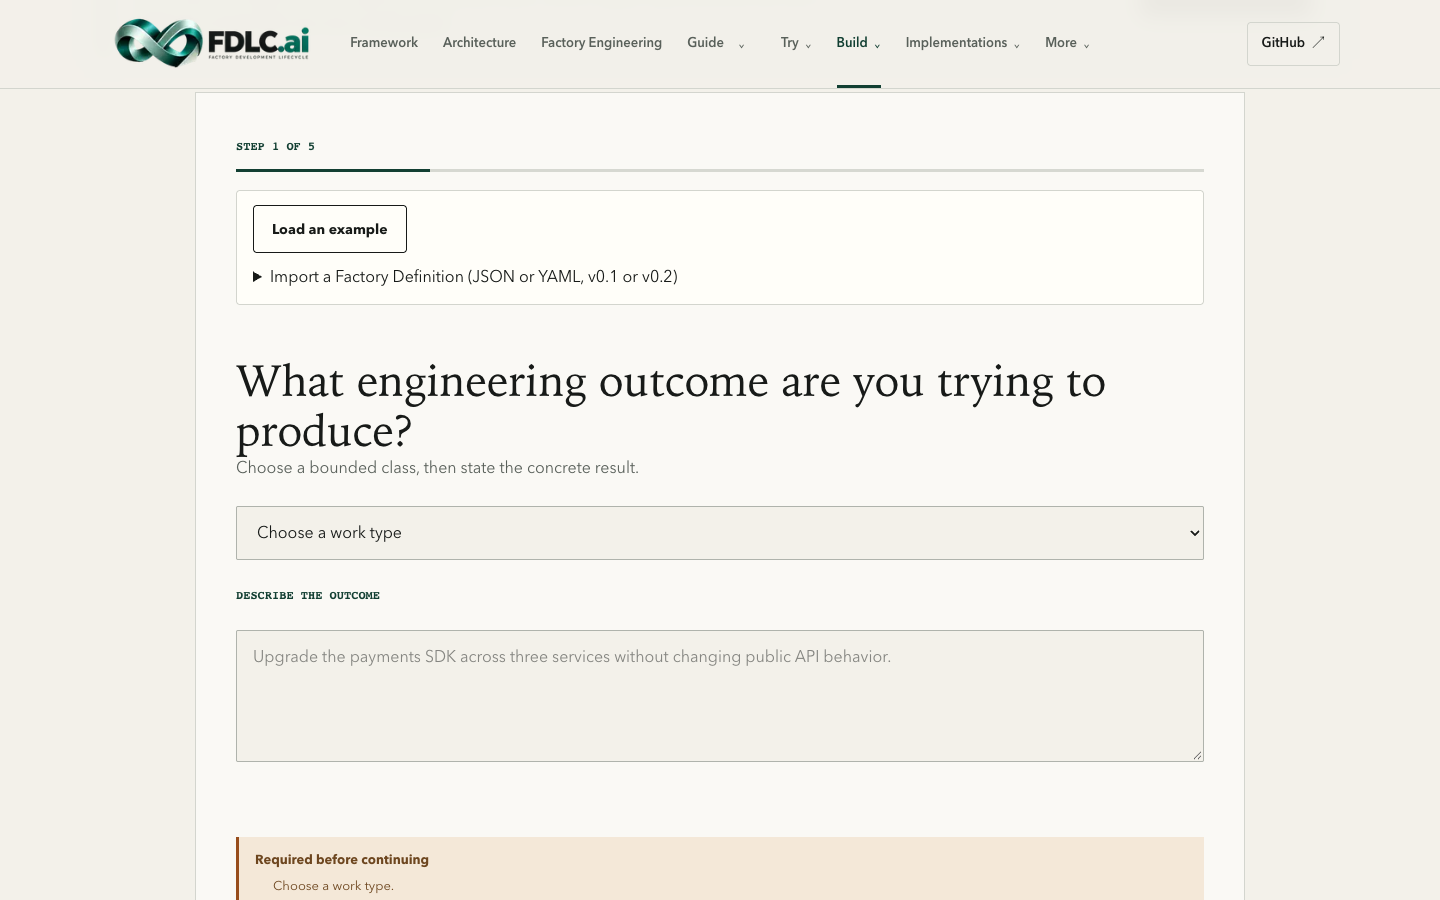 FDLC.ai
FACTORY DEVELOPMENT LIFECYCLE
Framework Architecture Factory Engineering Guide Try Build Implementations More GitHub ↗
STEP 1 OF 5
Load an example
Import a Factory Definition (JSON or YAML, v0.1 or v0.2)
What engineering outcome are you trying to
produce?
Choose a bounded class, then state the concrete result.
Choose a work type
DESCRIBE THE OUTCOME
Upgrade the payments SDK across three services without changing public API behavior.
Required before continuing
Choose a work type.